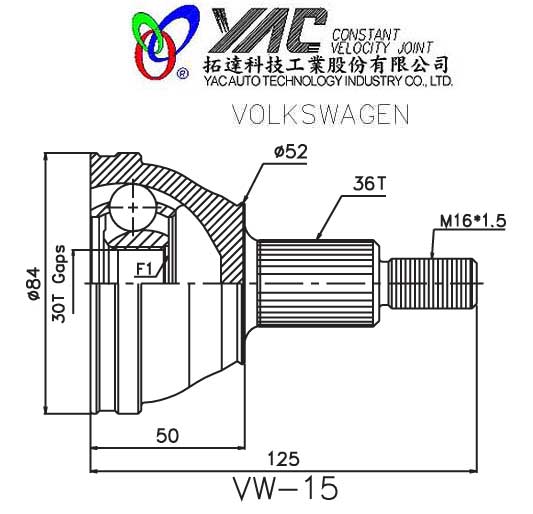 YAC CONSTANT
VELOCITY JOINT
®
拓達科技工業股份有限公司
YAC AUTO TECHNOLOGY INDUSTRY CO., LTD.
VOLKSWAGEN
ø52
36T
M16*1.5
ø84
30T Gaps
F1
50
125
VW-15